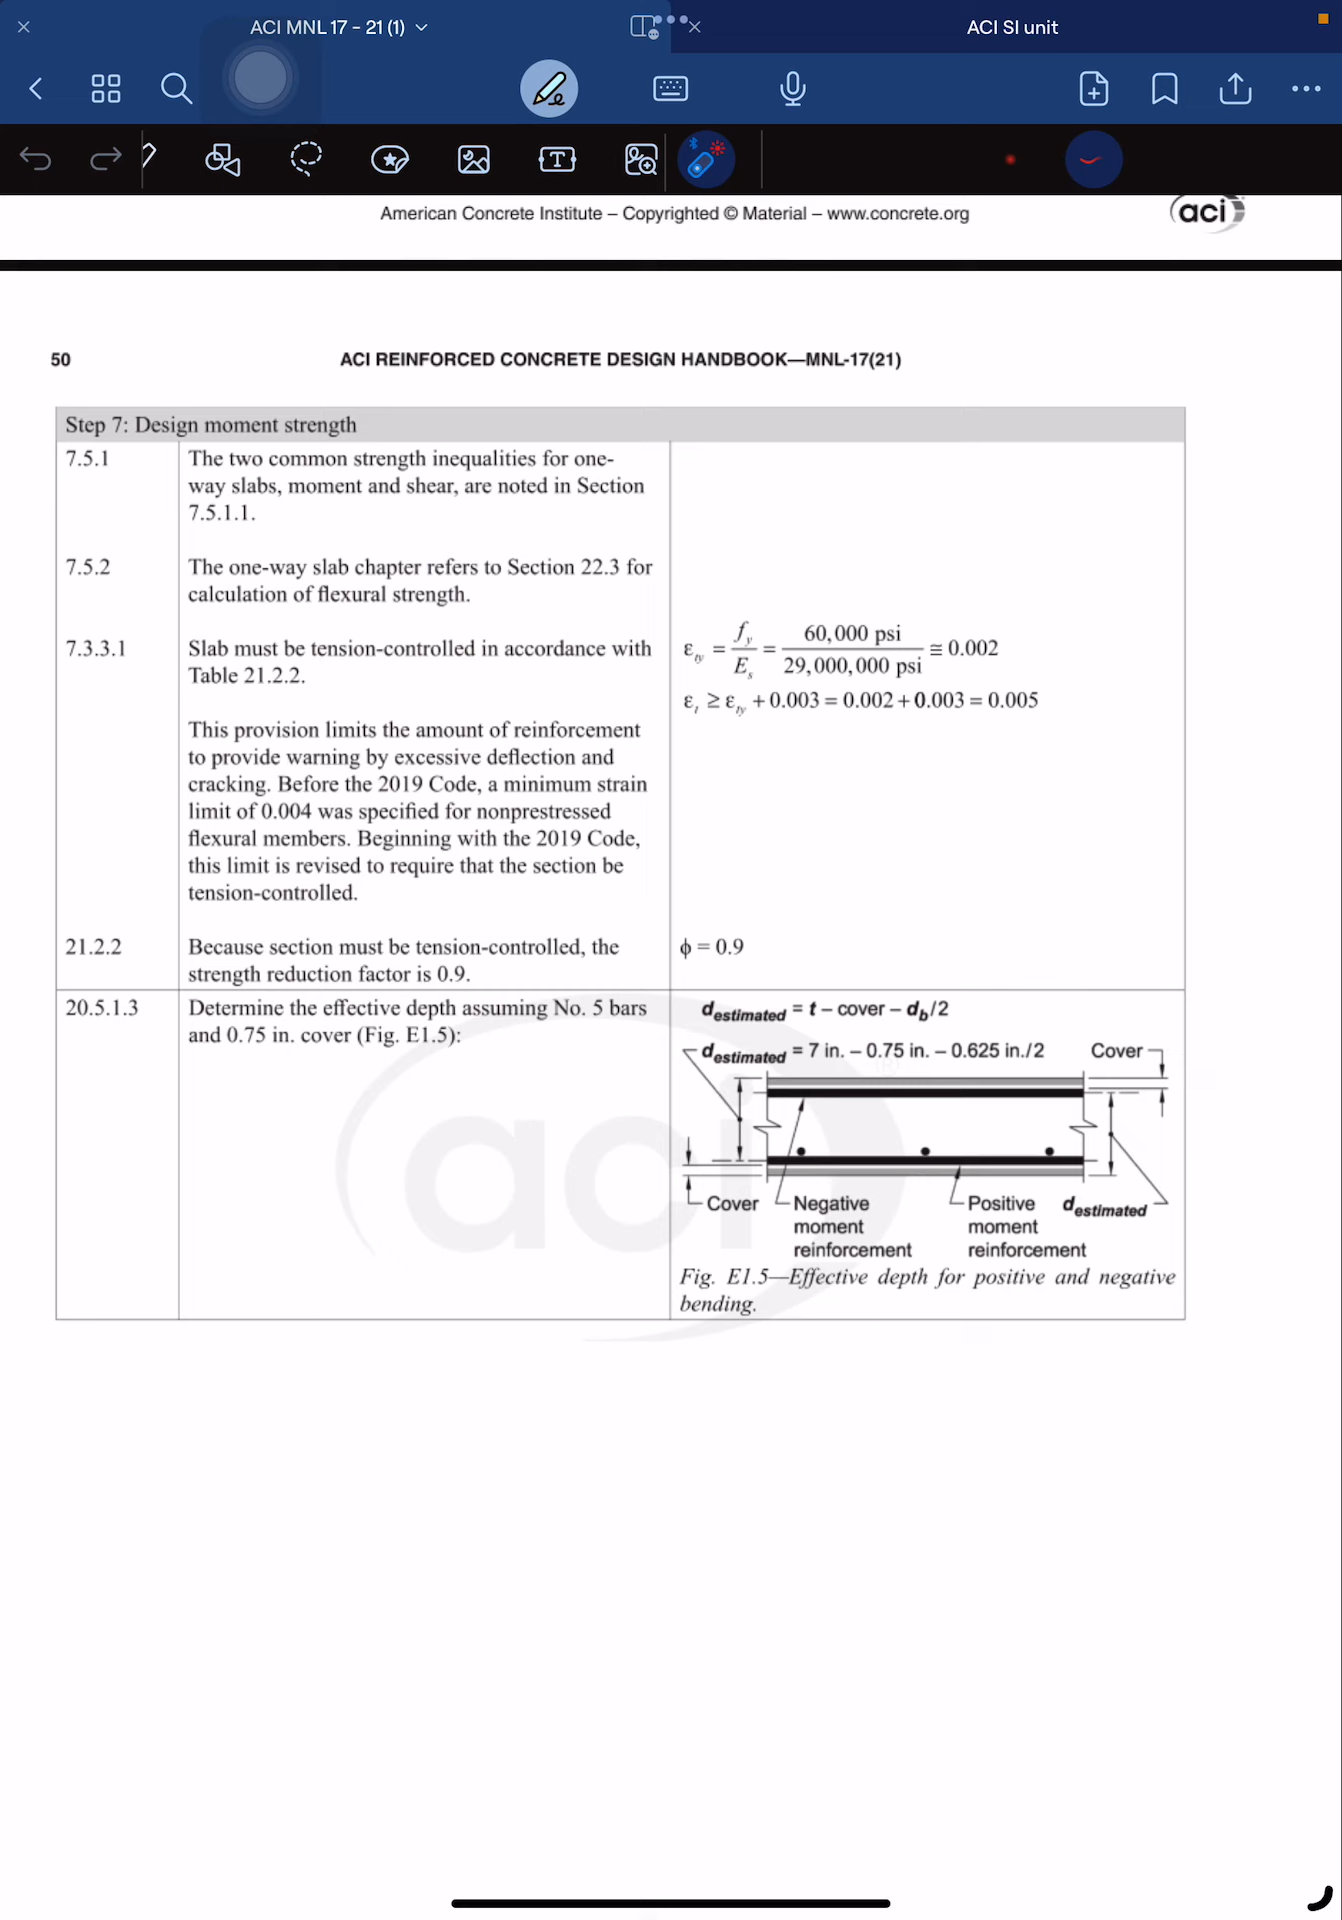 ACI MNL 17 - 21 (1)
ACI SI unit
American Concrete Institute – Copyrighted © Material – www.concrete.org
aci
50
ACI REINFORCED CONCRETE DESIGN HANDBOOK—MNL-17(21)
Step 7: Design moment strength
7.5.1
The two common strength inequalities for one-
way slabs, moment and shear, are noted in Section
7.5.1.1.
7.5.2
The one-way slab chapter refers to Section 22.3 for
calculation of flexural strength.
7.3.3.1
Slab must be tension-controlled in accordance with
Table 21.2.2.
ε_ty = f_y / E_s = 60,000 psi / 29,000,000 psi ≅ 0.002
ε_t ≥ ε_ty + 0.003 = 0.002 + 0.003 = 0.005
This provision limits the amount of reinforcement
to provide warning by excessive deflection and
cracking. Before the 2019 Code, a minimum strain
limit of 0.004 was specified for nonprestressed
flexural members. Beginning with the 2019 Code,
this limit is revised to require that the section be
tension-controlled.
21.2.2
Because section must be tension-controlled, the
strength reduction factor is 0.9.
ϕ = 0.9
20.5.1.3
Determine the effective depth assuming No. 5 bars
and 0.75 in. cover (Fig. E1.5):
d_estimated = t – cover – d_b/2
d_estimated = 7 in. – 0.75 in. – 0.625 in./2
Cover
Cover
Negative
moment
reinforcement
Positive
moment
reinforcement
d_estimated
Fig. E1.5—Effective depth for positive and negative
bending.
aci